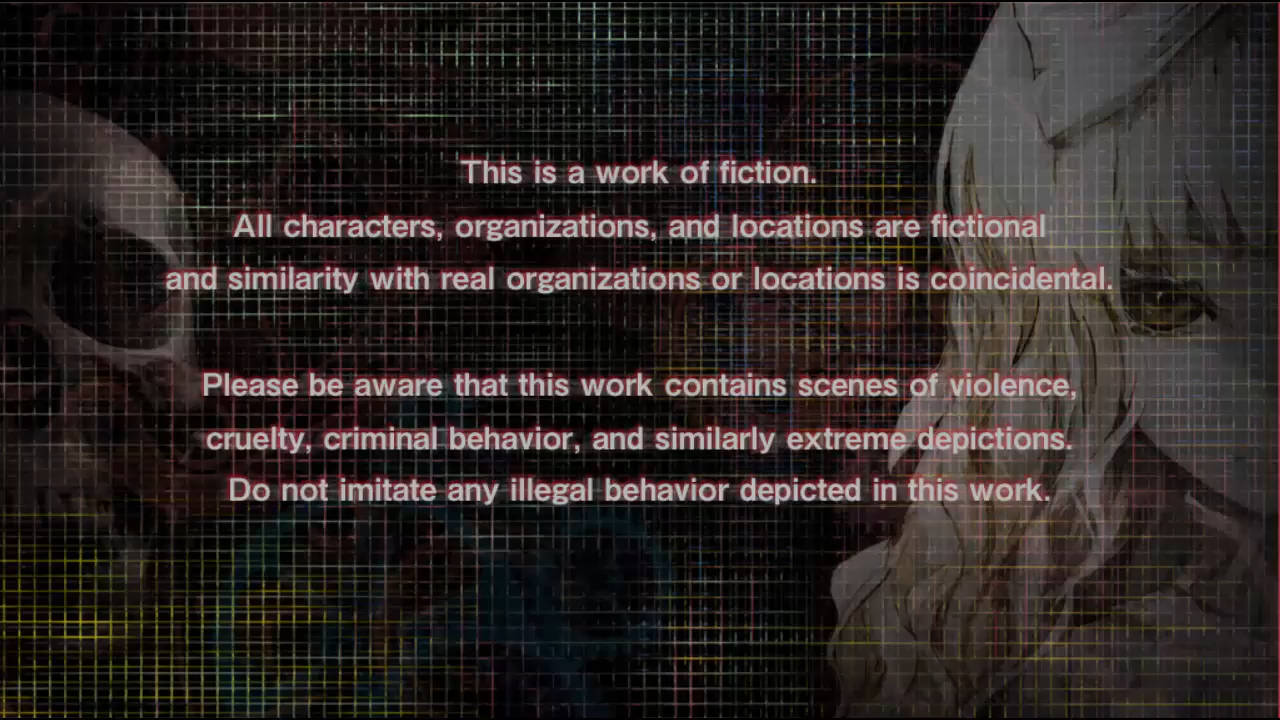 This is a work of fiction.
All characters, organizations, and locations are fictional
and similarity with real organizations or locations is coincidental.
Please be aware that this work contains scenes of violence,
cruelty, criminal behavior, and similarly extreme depictions.
Do not imitate any illegal behavior depicted in this work.